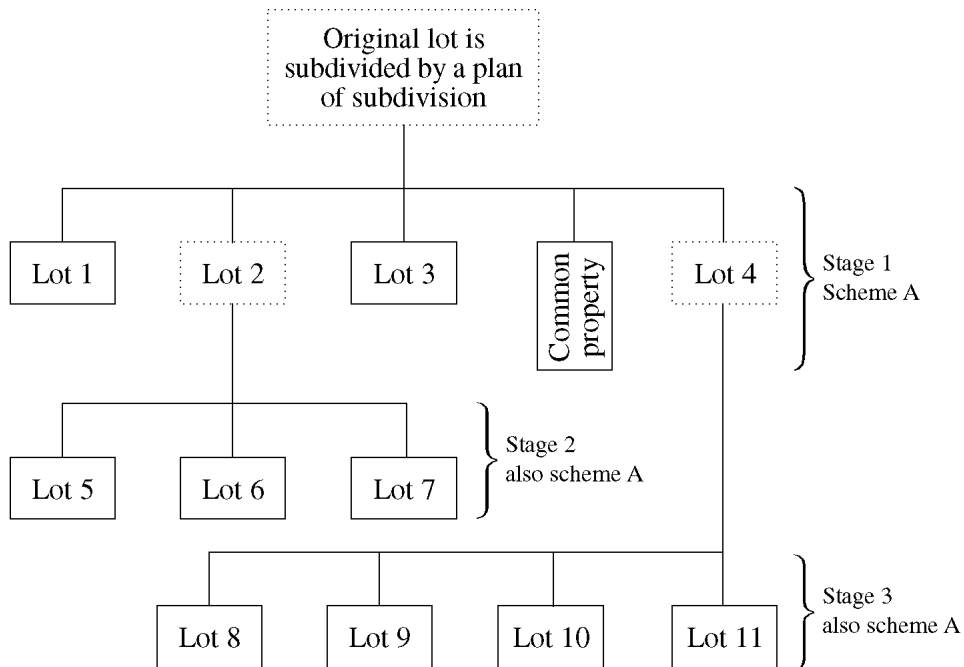 Original lot is
subdivided by a plan
of subdivision
Lot 1
Lot 2
Lot 3
Common
property
Lot 4
Stage 1
Scheme A
Lot 5
Lot 6
Lot 7
Stage 2
also scheme A
Lot 8
Lot 9
Lot 10
Lot 11
Stage 3
also scheme A